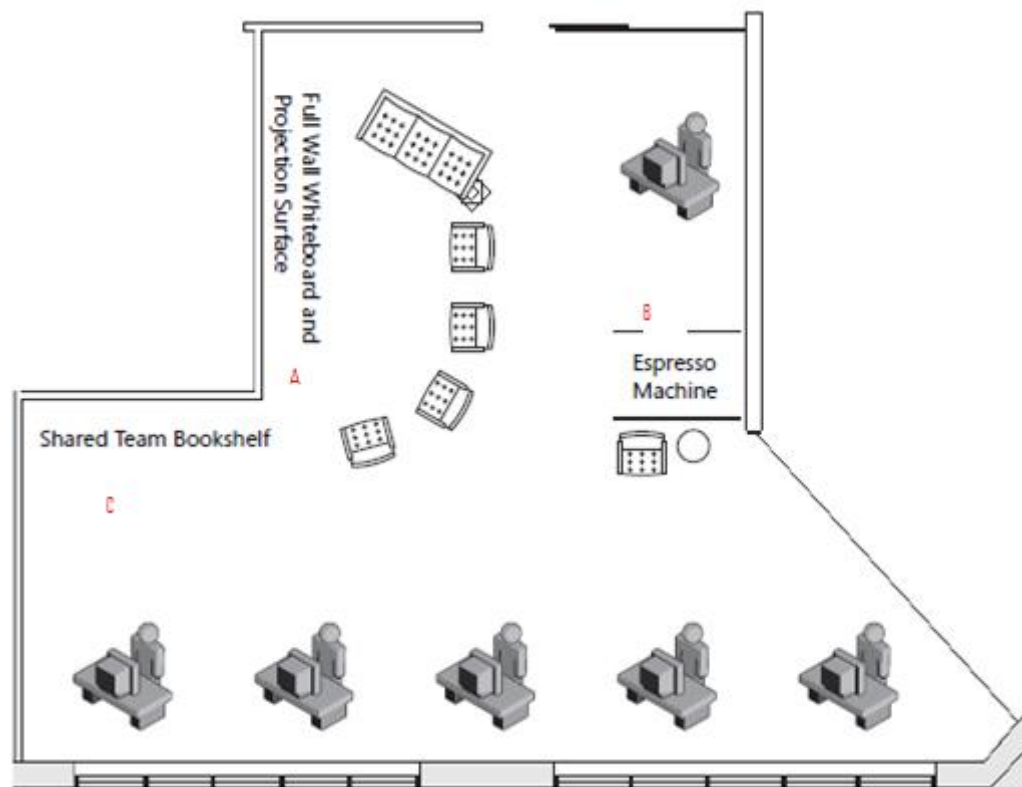 Full Wall Whiteboard and
Projection Surface
B
Espresso
Machine
A
Shared Team Bookshelf
C